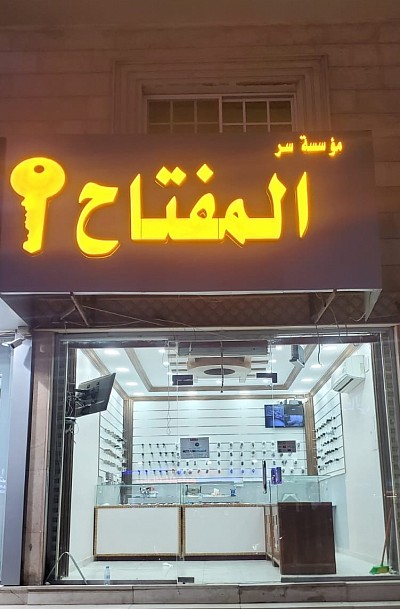 مؤسسة سر
المفتاح